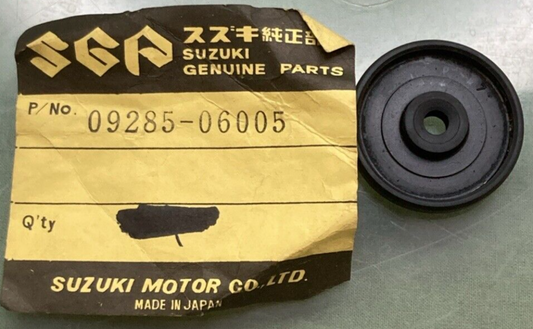 SGP スズキ純正部
SUZUKI
GENUINE PARTS
P/No. 09285-06005
Q'ty
SUZUKI MOTOR CO.,LTD.
MADE IN JAPAN